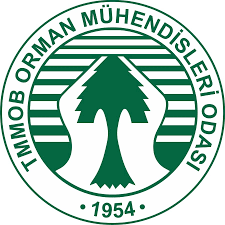 TMMOB ORMAN MÜHENDİSLERİ ODASI
• 1954 •